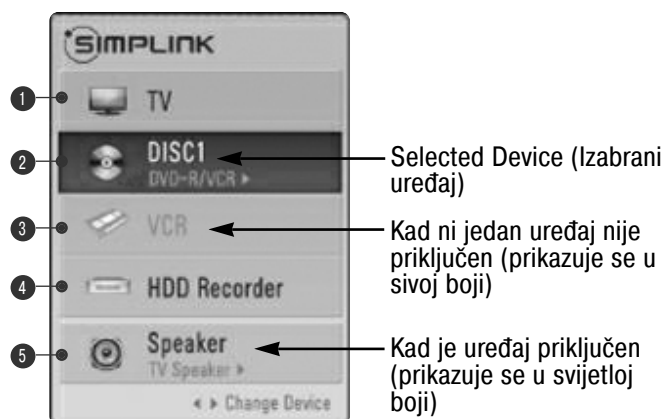 SIMPLINK
1 TV
2 DISC1
DVD-R/VCR ▶
Selected Device (Izabrani
uređaj)
3 VCR
Kad ni jedan uređaj nije
priključen (prikazuje se u
sivoj boji)
4 HDD Recorder
5 Speaker
TV Speaker ▶
Kad je uređaj priključen
(prikazuje se u svijetloj
boji)
◀ ▶ Change Device